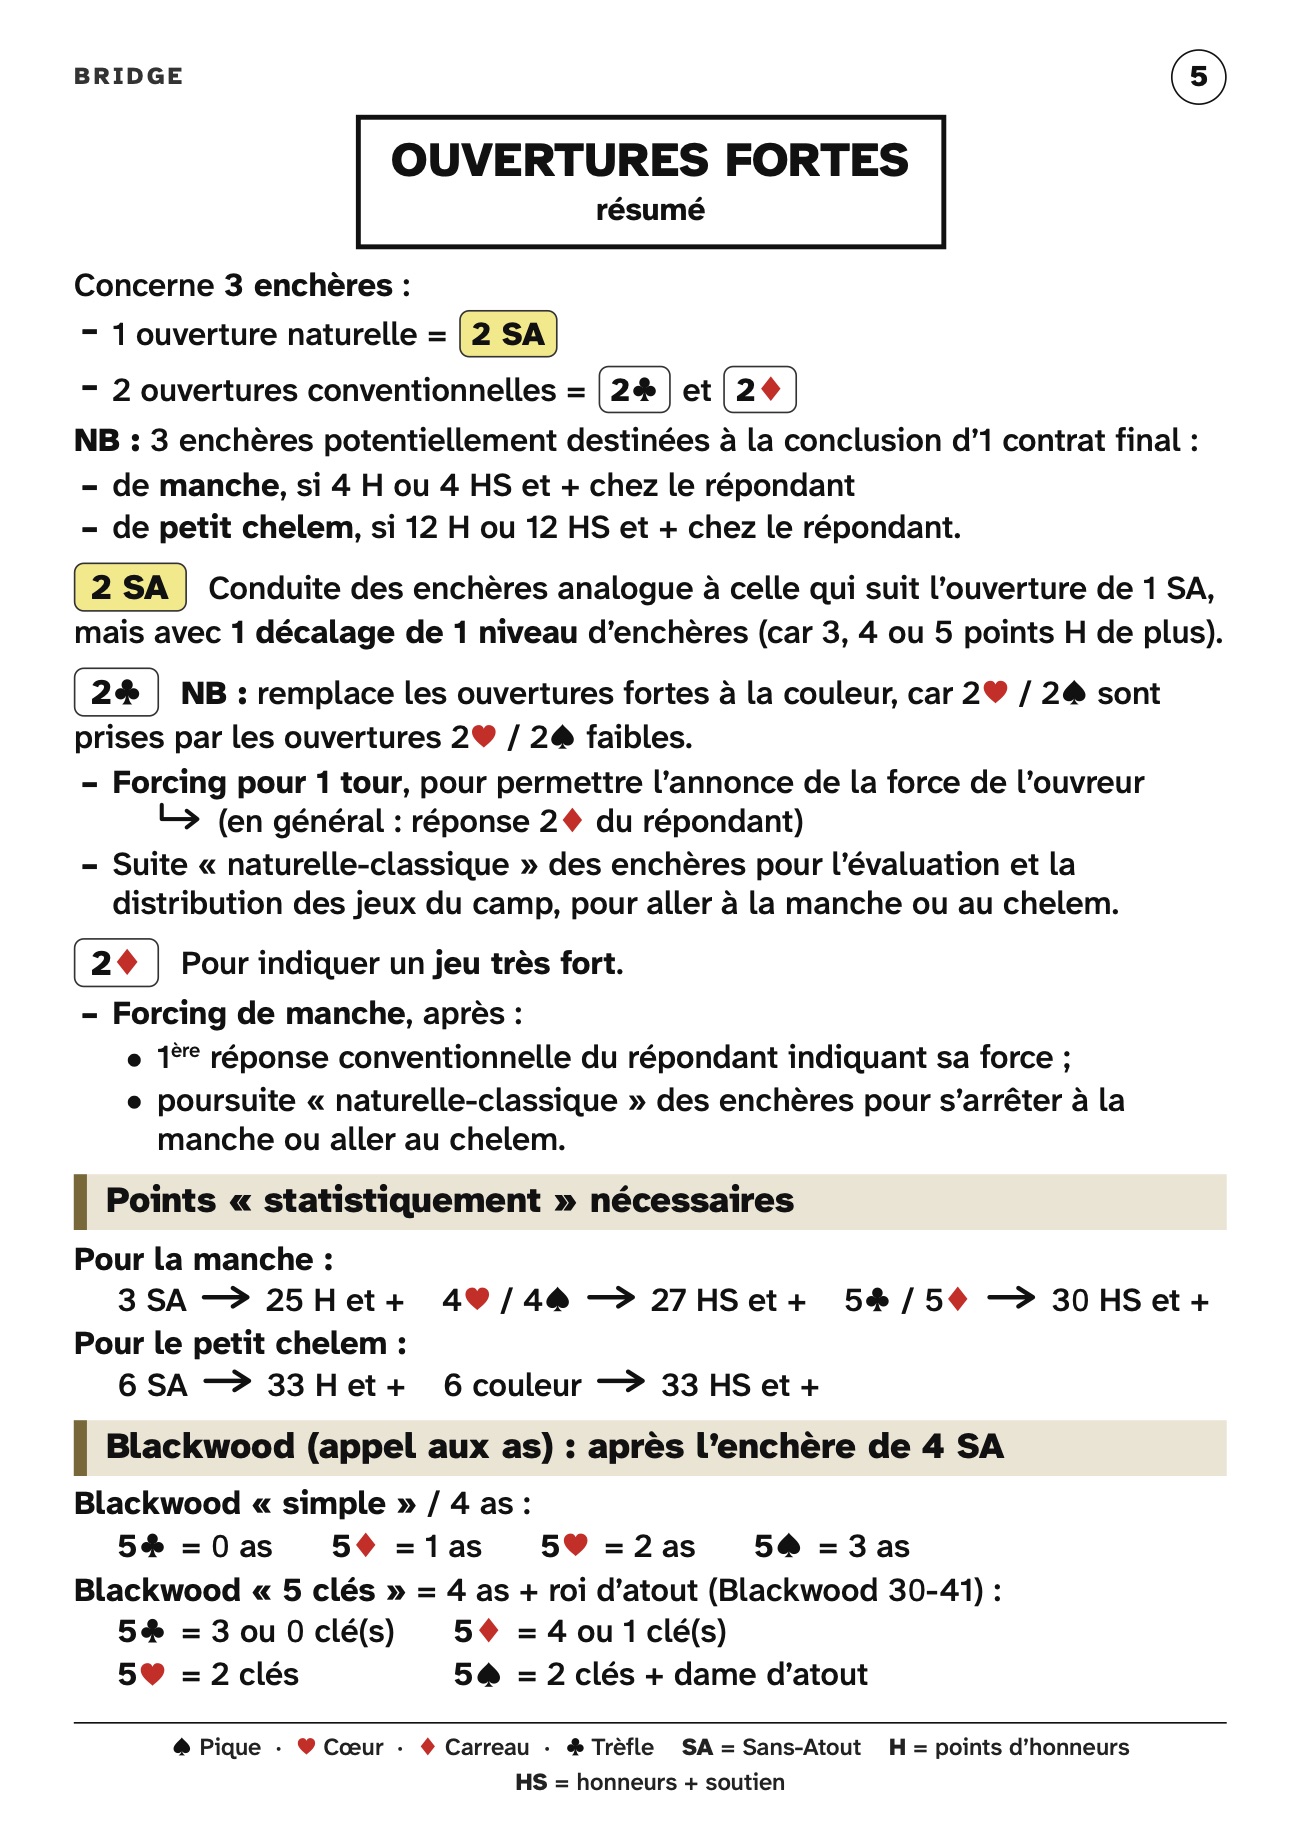 BRIDGE
5
OUVERTURES FORTES
résumé
Concerne 3 enchères :
– 1 ouverture naturelle = 2 SA
– 2 ouvertures conventionnelles = 2♣ et 2♦
NB : 3 enchères potentiellement destinées à la conclusion d’1 contrat final :
– de manche, si 4 H ou 4 HS et + chez le répondant
– de petit chelem, si 12 H ou 12 HS et + chez le répondant.
2 SA Conduite des enchères analogue à celle qui suit l’ouverture de 1 SA,
mais avec 1 décalage de 1 niveau d’enchères (car 3, 4 ou 5 points H de plus).
2♣ NB : remplace les ouvertures fortes à la couleur, car 2♥ / 2♠ sont
prises par les ouvertures 2♥ / 2♠ faibles.
– Forcing pour 1 tour, pour permettre l’annonce de la force de l’ouvreur
↳ (en général : réponse 2♦ du répondant)
– Suite « naturelle-classique » des enchères pour l’évaluation et la
distribution des jeux du camp, pour aller à la manche ou au chelem.
2♦ Pour indiquer un jeu très fort.
– Forcing de manche, après :
• 1ère réponse conventionnelle du répondant indiquant sa force ;
• poursuite « naturelle-classique » des enchères pour s’arrêter à la
manche ou aller au chelem.
Points « statistiquement » nécessaires
Pour la manche :
3 SA → 25 H et + 4♥ / 4♠ → 27 HS et + 5♣ / 5♦ → 30 HS et +
Pour le petit chelem :
6 SA → 33 H et + 6 couleur → 33 HS et +
Blackwood (appel aux as) : après l’enchère de 4 SA
Blackwood « simple » / 4 as :
5♣ = 0 as 5♦ = 1 as 5♥ = 2 as 5♠ = 3 as
Blackwood « 5 clés » = 4 as + roi d’atout (Blackwood 30-41) :
5♣ = 3 ou 0 clé(s) 5♦ = 4 ou 1 clé(s)
5♥ = 2 clés 5♠ = 2 clés + dame d’atout
♠ Pique · ♥ Cœur · ♦ Carreau · ♣ Trèfle SA = Sans-Atout H = points d’honneurs
HS = honneurs + soutien